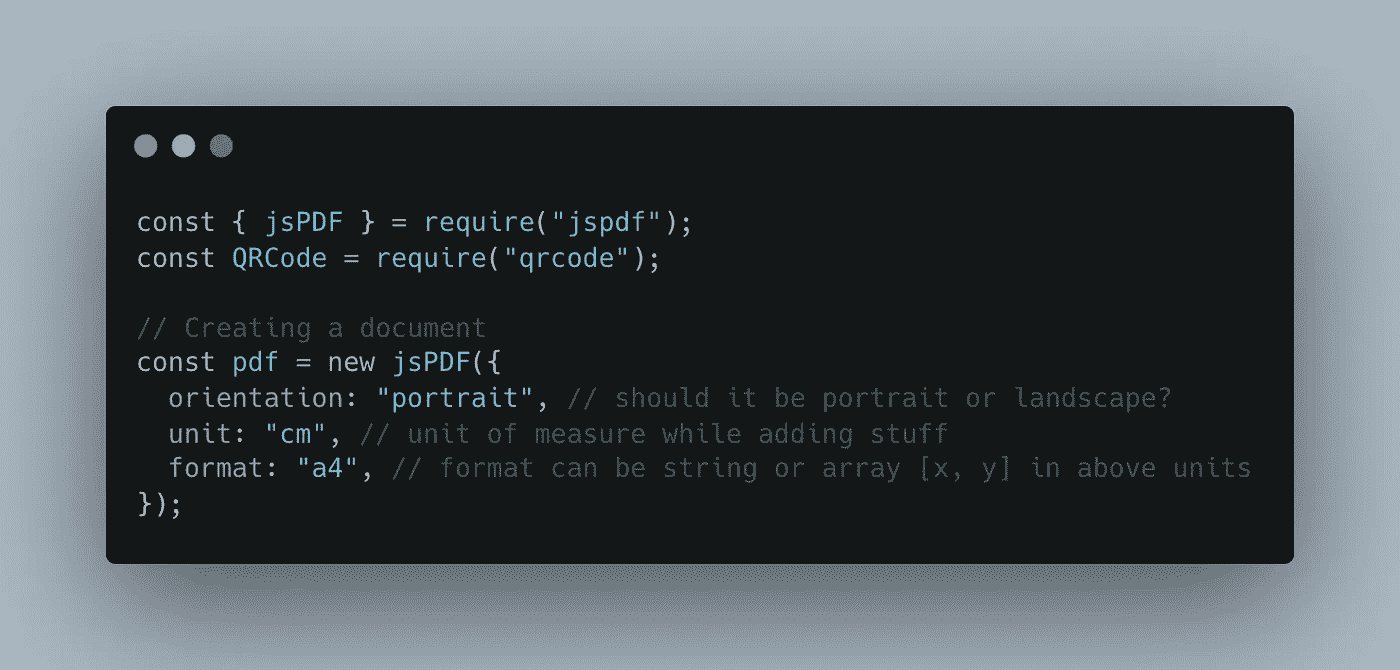 const { jsPDF } = require("jspdf");
const QRCode = require("qrcode");

// Creating a document
const pdf = new jsPDF({
  orientation: "portrait", // should it be portrait or landscape?
  unit: "cm", // unit of measure while adding stuff
  format: "a4", // format can be string or array [x, y] in above units
});